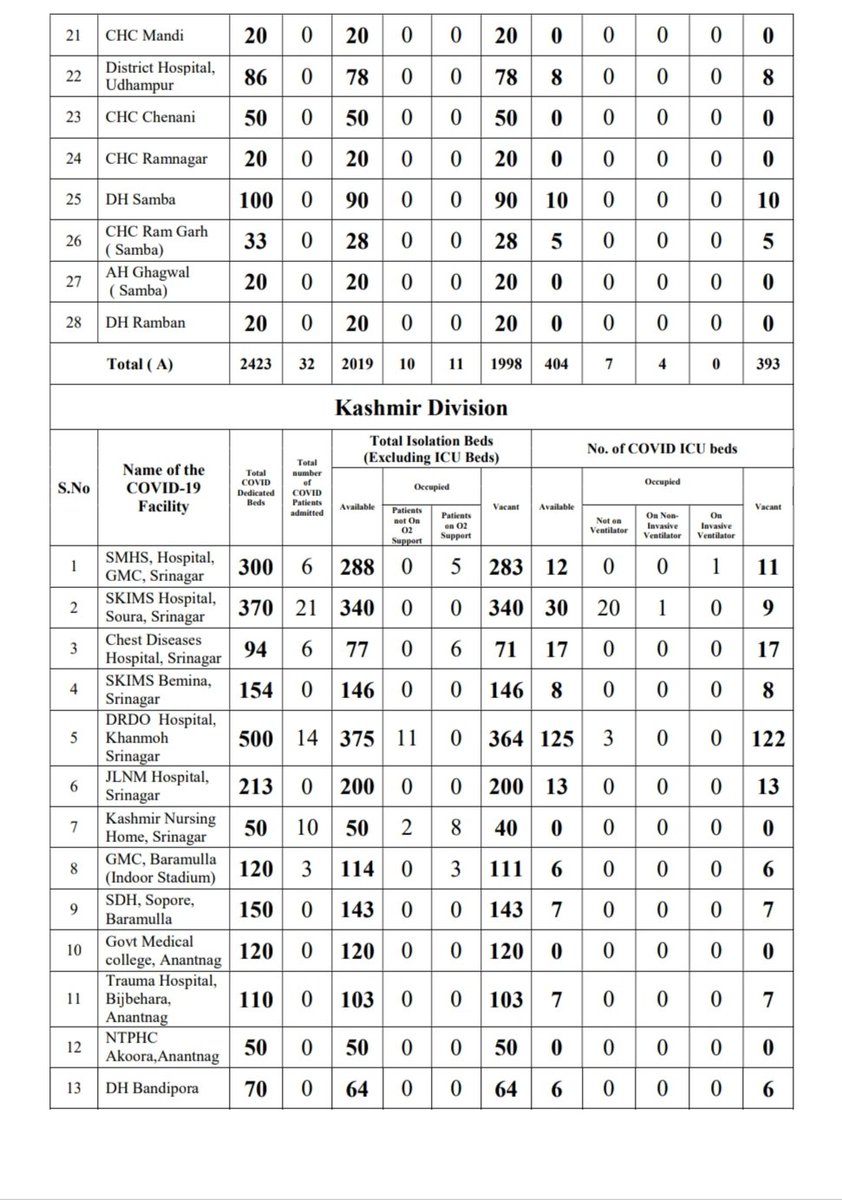 21 CHC Mandi 20 0 20 0 0 20 0 0 0 0 0
22 District Hospital, Udhampur 86 0 78 0 0 78 8 0 0 0 8
23 CHC Chenani 50 0 50 0 0 50 0 0 0 0 0
24 CHC Ramnagar 20 0 20 0 0 20 0 0 0 0 0
25 DH Samba 100 0 90 0 0 90 10 0 0 0 10
26 CHC Ram Garh ( Samba) 33 0 28 0 0 28 5 0 0 0 5
27 AH Ghagwal ( Samba) 20 0 20 0 0 20 0 0 0 0 0
28 DH Ramban 20 0 20 0 0 20 0 0 0 0 0
Total ( A) 2423 32 2019 10 11 1998 404 7 4 0 393
Kashmir Division
S.No
Name of the
COVID-19
Facility
Total
COVID
Dedicated
Beds
Total
number
of
COVID
Patients
admitted
Total Isolation Beds
(Excluding ICU Beds)
No. of COVID ICU beds
Available
Occupied
Patients
not On
O2
Support
Patients
on O2
Support
Vacant
Available
Occupied
Not on
Ventilator
On Non-
Invasive
Ventilator
On
Invasive
Ventilator
Vacant
1 SMHS, Hospital, GMC, Srinagar 300 6 288 0 5 283 12 0 0 1 11
2 SKIMS Hospital, Soura, Srinagar 370 21 340 0 0 340 30 20 1 0 9
3 Chest Diseases Hospital, Srinagar 94 6 77 0 6 71 17 0 0 0 17
4 SKIMS Bemina, Srinagar 154 0 146 0 0 146 8 0 0 0 8
5 DRDO Hospital, Khanmoh Srinagar 500 14 375 11 0 364 125 3 0 0 122
6 JLNM Hospital, Srinagar 213 0 200 0 0 200 13 0 0 0 13
7 Kashmir Nursing Home, Srinagar 50 10 50 2 8 40 0 0 0 0 0
8 GMC, Baramulla (Indoor Stadium) 120 3 114 0 3 111 6 0 0 0 6
9 SDH, Sopore, Baramulla 150 0 143 0 0 143 7 0 0 0 7
10 Govt Medical college, Anantnag 120 0 120 0 0 120 0 0 0 0 0
11 Trauma Hospital, Bijbehara, Anantnag 110 0 103 0 0 103 7 0 0 0 7
12 NTPHC Akoora,Anantnag 50 0 50 0 0 50 0 0 0 0 0
13 DH Bandipora 70 0 64 0 0 64 6 0 0 0 6